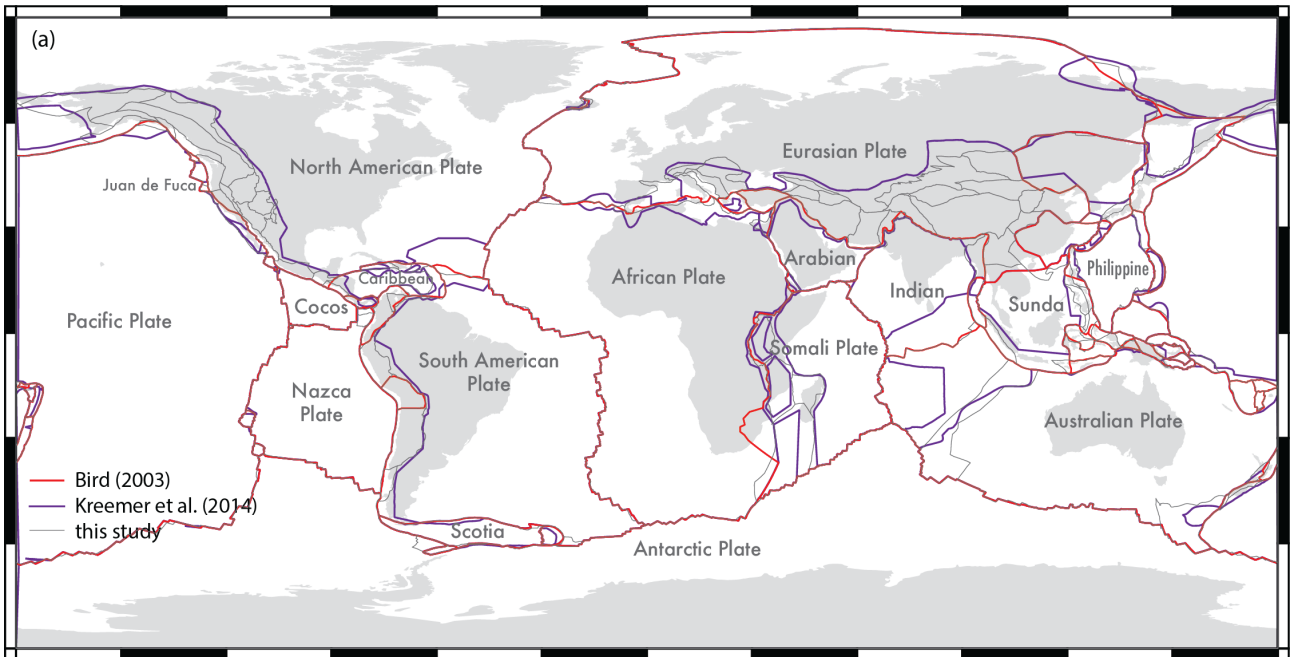 (a)
North American Plate
Eurasian Plate
Juan de Fuca
Arabian
African Plate
Philippine
Caribbean
Indian
Cocos
Sunda
Pacific Plate
Somali Plate
South American
Plate
Nazca
Plate
Australian Plate
Bird (2003)
Kreemer et al. (2014)
this study
Scotia
Antarctic Plate